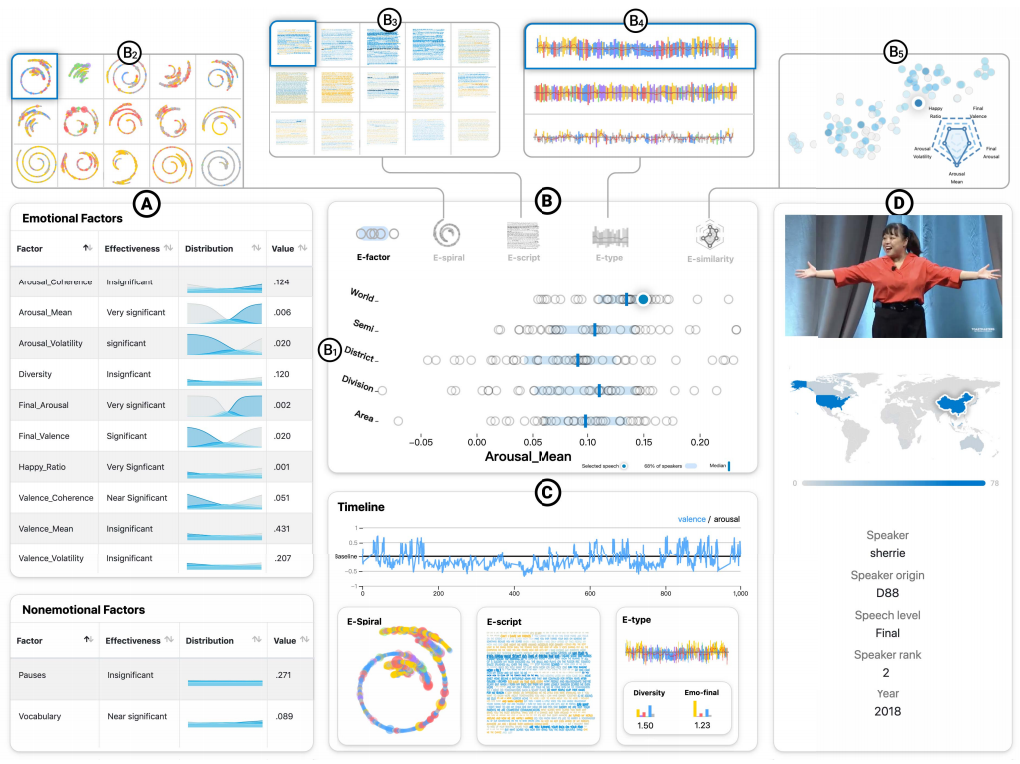 B2
B3
B4
B5
Happy Ratio
Final Valence
Arousal Volatility
Final Arousal
Arousal Mean
A
Emotional Factors
Factor Effectiveness Distribution Value
Arousal_Coherence Insignificant .124
Arousal_Mean Very significant .006
Arousal_Volatility significant .020
Diversity Insignficant .120
Final_Arousal Very significant .002
Final_Valence Significant .020
Happy_Ratio Very Signifcant .001
Valence_Coherence Near Significant .051
Valence_Mean Insignificant .431
Valence_Volatility Insignificant .207
Nonemotional Factors
Factor Effectiveness Distribution Value
Pauses Insignificant .271
Vocabulary Near significant .089
B
E-factor E-spiral E-script E-type E-similarity
B1
World
Semi
District
Division
Area
-0.05 0.00 0.05 0.10 0.15 0.20
Arousal_Mean
Selected speech 68% of speakers Median
C
Timeline
valence / arousal
1
baseline
-0.5
-1
0 200 400 600 800 1,000
E-Spiral
E-script
E-type
Diversity Emo-final
1.50 1.23
D
0 78
Speaker
sherrie
Speaker origin
D88
Speech level
Final
Speaker rank
2
Year
2018